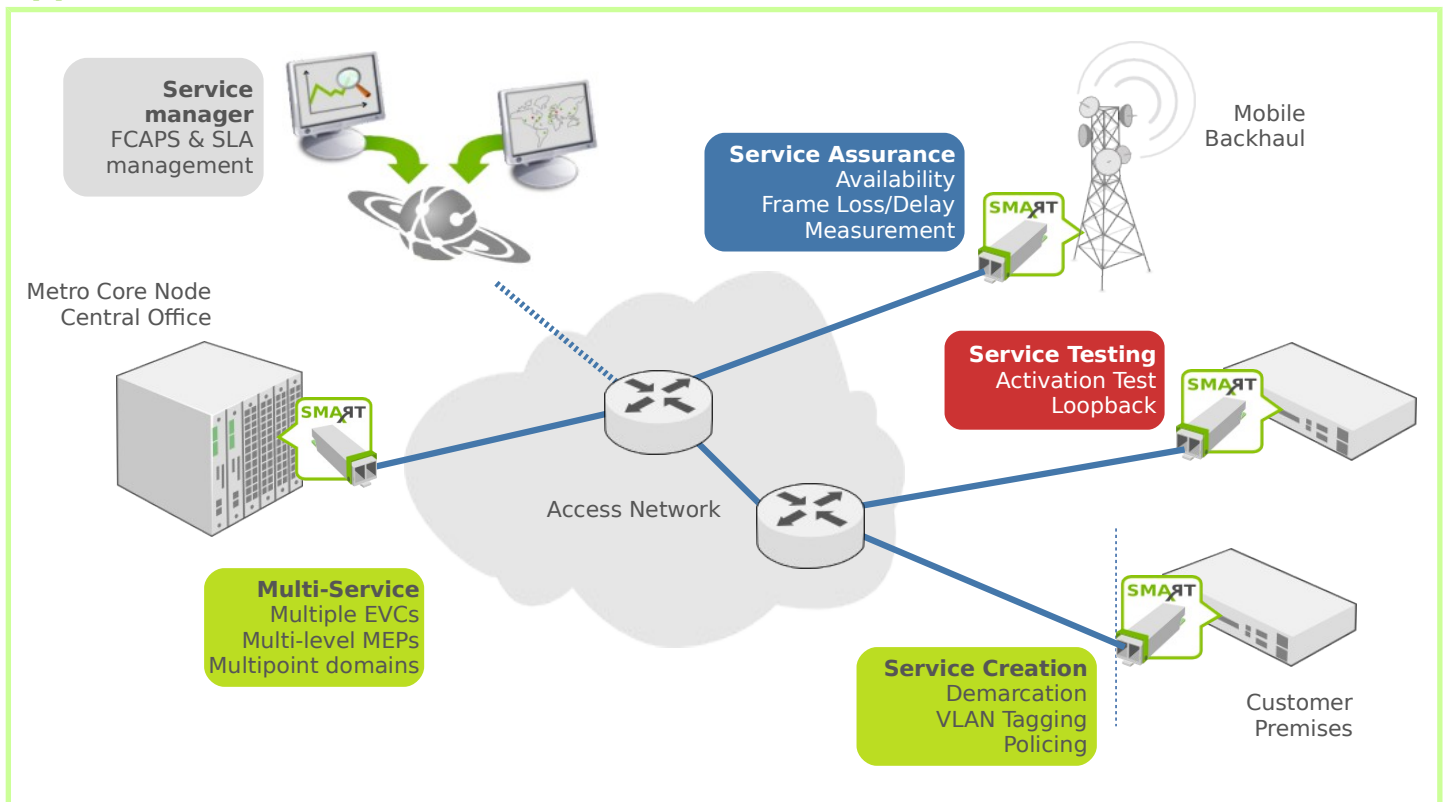 Service
manager
FCAPS & SLA
management
Mobile
Backhaul
Service Assurance
Availability
Frame Loss/Delay
Measurement
SMART
Metro Core Node
Central Office
SMART
Service Testing
Activation Test
Loopback
SMART
Access Network
Multi-Service
Multiple EVCs
Multi-level MEPs
Multipoint domains
SMART
Service Creation
Demarcation
VLAN Tagging
Policing
Customer
Premises